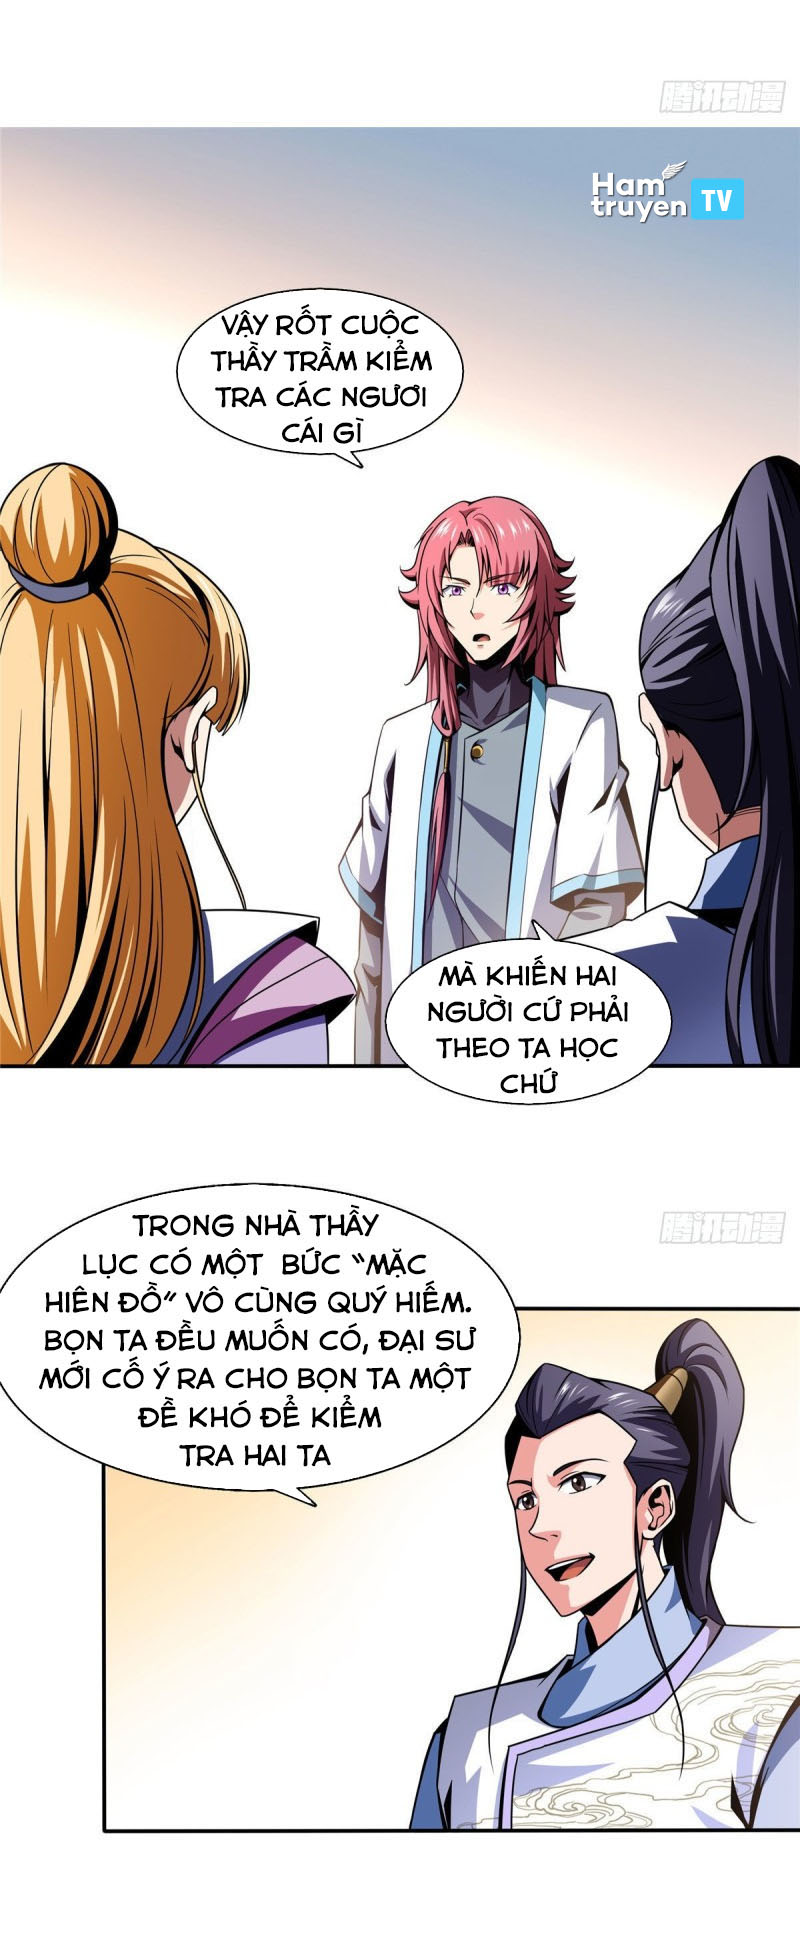 腾讯动漫
Ham
truyen TV
VẬY RỐT CUỘC
THẦY TRẦM KIỂM
TRA CÁC NGƯƠI
CÁI GÌ
MÀ KHIẾN HAI
NGƯỜI CỨ PHẢI
THEO TA HỌC
CHỨ
TRONG NHÀ THẦY
LỤC CÓ MỘT BỨC "MẶC
HIÊN ĐỒ" VÔ CÙNG QUÝ HIẾM.
BỌN TA ĐỀU MUỐN CÓ, ĐẠI SƯ
MỚI CỐ Ý RA CHO BỌN TA MỘT
ĐỀ KHÓ ĐỂ KIỂM
TRA HAI TA
腾讯动漫